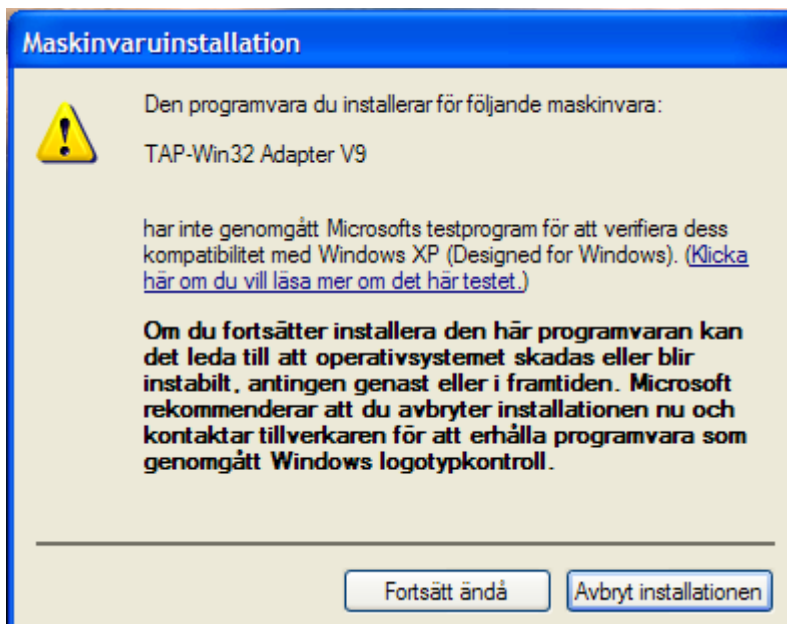 Maskinvaruinstallation
Den programvara du installerar för följande maskinvara:
TAP-Win32 Adapter V9
har inte genomgått Microsofts testprogram för att verifiera dess
kompatibilitet med Windows XP (Designed for Windows). (Klicka
här om du vill läsa mer om det här testet.)
Om du fortsätter installera den här programvaran kan
det leda till att operativsystemet skadas eller blir
instabilt, antingen genast eller i framtiden. Microsoft
rekommenderar att du avbryter installationen nu och
kontaktar tillverkaren för att erhålla programvara som
genomgått Windows logotypkontroll.
Fortsätt ändå
Avbryt installationen